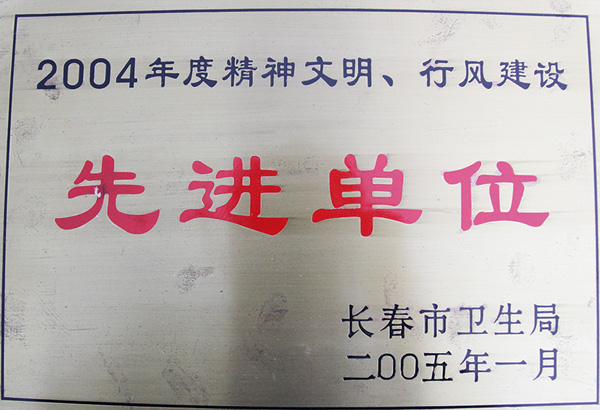 2004年度精神文明、行风建设
先进单位
长春市卫生局
二00五年一月